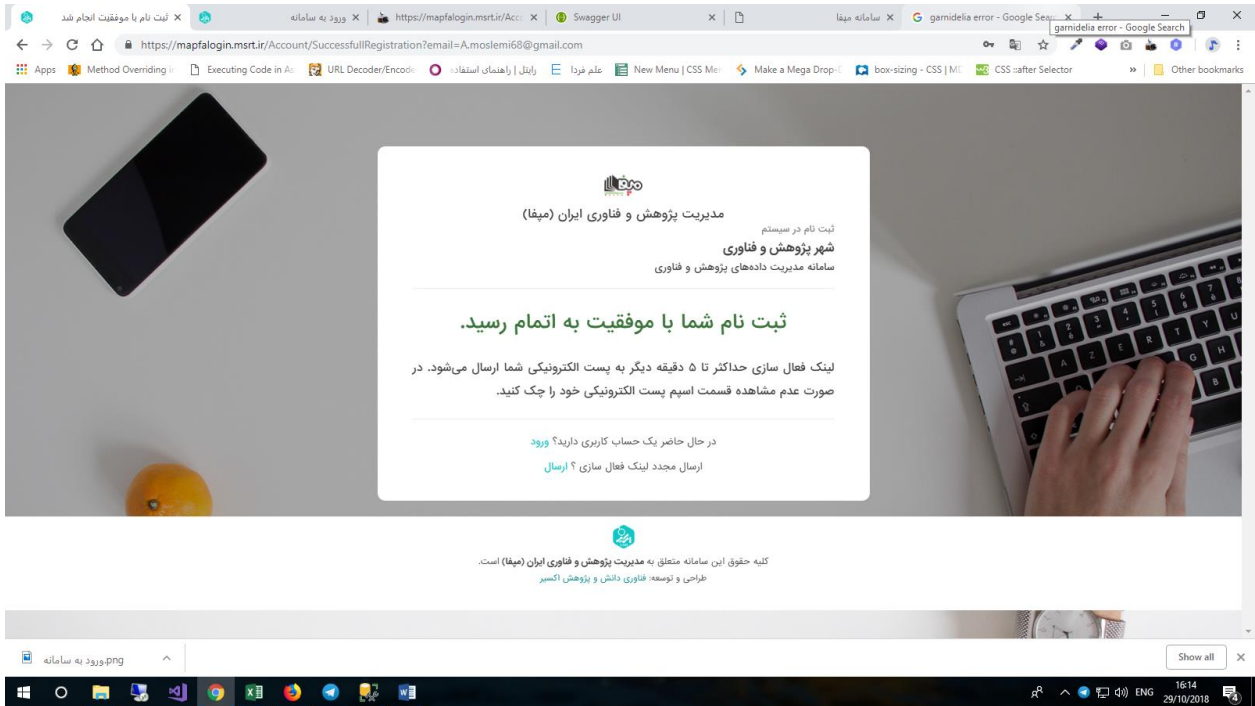 ثبت نام با موفقیت انجام شد
ورود به سامانه
https://mapfalogin.msrt.ir/Acc
Swagger UI
سامانه میفا
garnidelia error - Google Sear
garnidelia error - Google Search
https://mapfalogin.msrt.ir/Account/SuccessfullRegistration?email=A.moslemi68@gmail.com
Apps
Method Overriding in
Executing Code in As
URL Decoder/Encode
رایتل | راهنمای استفاده
علم فردا
New Menu | CSS Men
Make a Mega Drop-D
box-sizing - CSS | MD
CSS ::after Selector
»
Other bookmarks
مدیریت پژوهش و فناوری ایران (مپفا)
ثبت نام در سیستم
شهر پژوهش و فناوری
سامانه مدیریت داده‌های پژوهش و فناوری
ثبت نام شما با موفقیت به اتمام رسید.
لینک فعال سازی حداکثر تا ۵ دقیقه دیگر به پست الکترونیکی شما ارسال می‌شود. در
صورت عدم مشاهده قسمت اسپم پست الکترونیکی خود را چک کنید.
در حال حاضر یک حساب کاربری دارید؟ ورود
ارسال مجدد لینک فعال سازی ؟ ارسال
کلیه حقوق این سامانه متعلق به مدیریت پژوهش و فناوری ایران (میفا) است.
طراحی و توسعه: فناوری دانش و پژوهش اکسیر
ورود به سامانه.png
Show all
ENG
16:14
29/10/2018
4